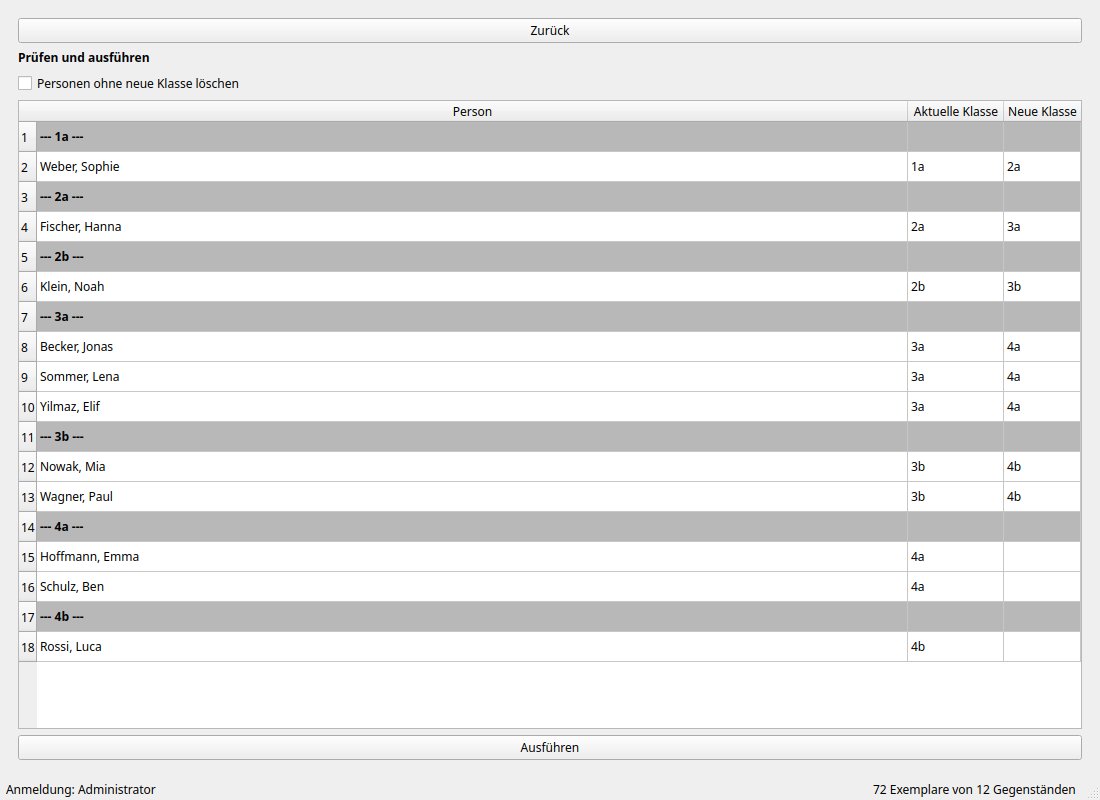 Zurück
Prüfen und ausführen
Personen ohne neue Klasse löschen
Person Aktuelle Klasse Neue Klasse
1 --- 1a ---
2 Weber, Sophie 1a 2a
3 --- 2a ---
4 Fischer, Hanna 2a 3a
5 --- 2b ---
6 Klein, Noah 2b 3b
7 --- 3a ---
8 Becker, Jonas 3a 4a
9 Sommer, Lena 3a 4a
10 Yilmaz, Elif 3a 4a
11 --- 3b ---
12 Nowak, Mia 3b 4b
13 Wagner, Paul 3b 4b
14 --- 4a ---
15 Hoffmann, Emma 4a
16 Schulz, Ben 4a
17 --- 4b ---
18 Rossi, Luca 4b
Ausführen
Anmeldung: Administrator 72 Exemplare von 12 Gegenständen